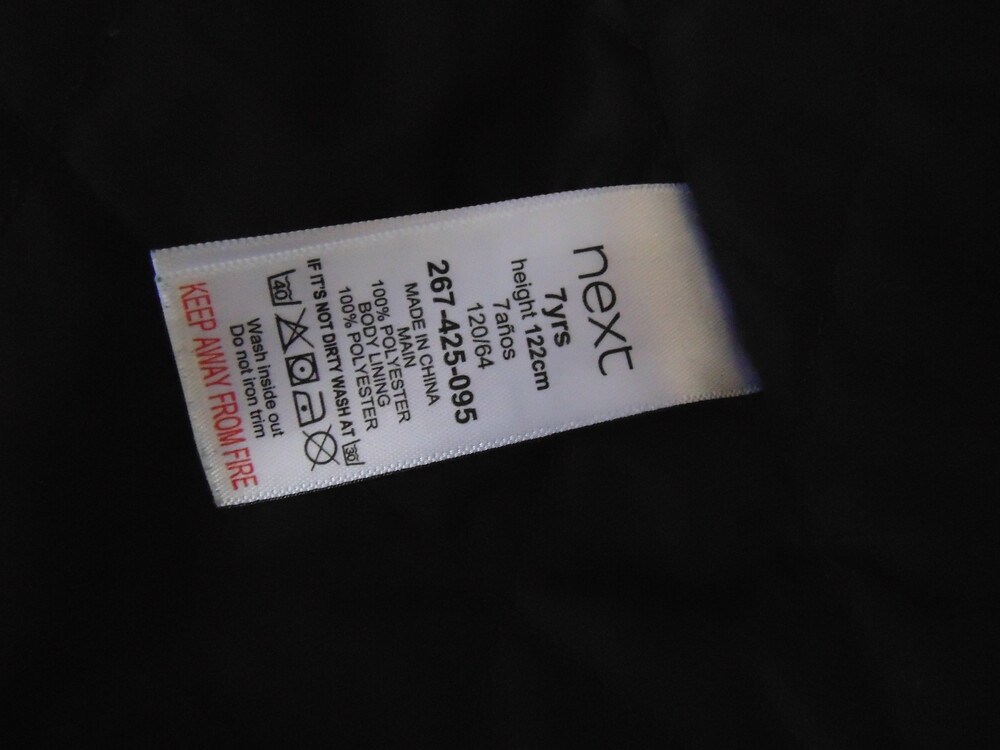 next
7yrs
height 122cm
7años
120/64
267-425-095
MADE IN CHINA
MAIN
100% POLYESTER
BODY LINING
100% POLYESTER
IF IT'S NOT DIRTY WASH AT 30
40
Wash inside out
Do not iron trim
KEEP AWAY FROM FIRE